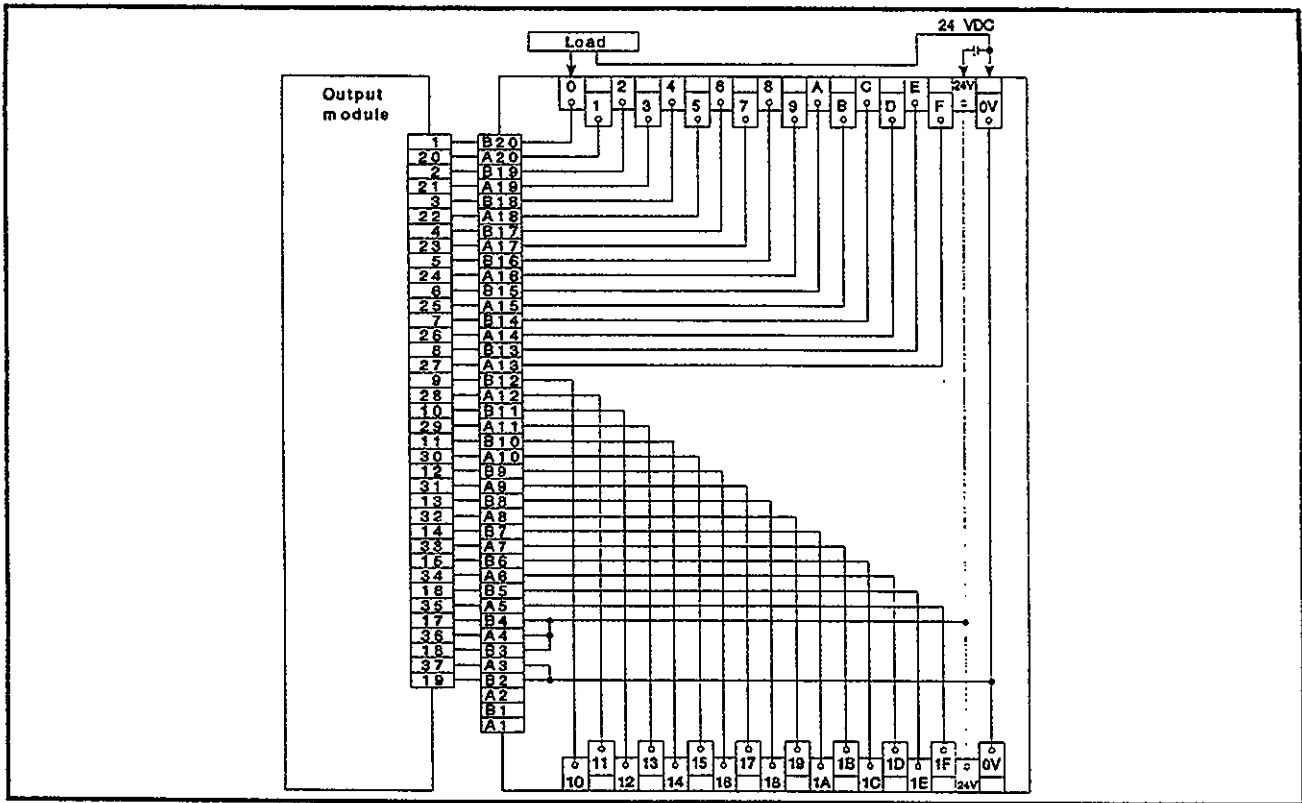 24 VDC
Load
0 2 4 6 8 A C E 24V
1 3 5 7 9 B D F 0V
Output
module
1 B20
20 A20
2 B19
21 A19
3 B18
22 A18
4 B17
23 A17
5 B16
24 A16
6 B15
25 A15
7 B14
26 A14
8 B13
27 A13
9 B12
28 A12
10 B11
29 A11
11 B10
30 A10
12 B9
31 A9
13 B8
32 A8
14 B7
33 A7
15 B6
34 A6
16 B5
35 A5
17 B4
36 A4
18 B3
37 A3
19 B2
A2
B1
A1
11 13 15 17 19 1B 1D 1F 0V
10 12 14 16 18 1A 1C 1E 24V